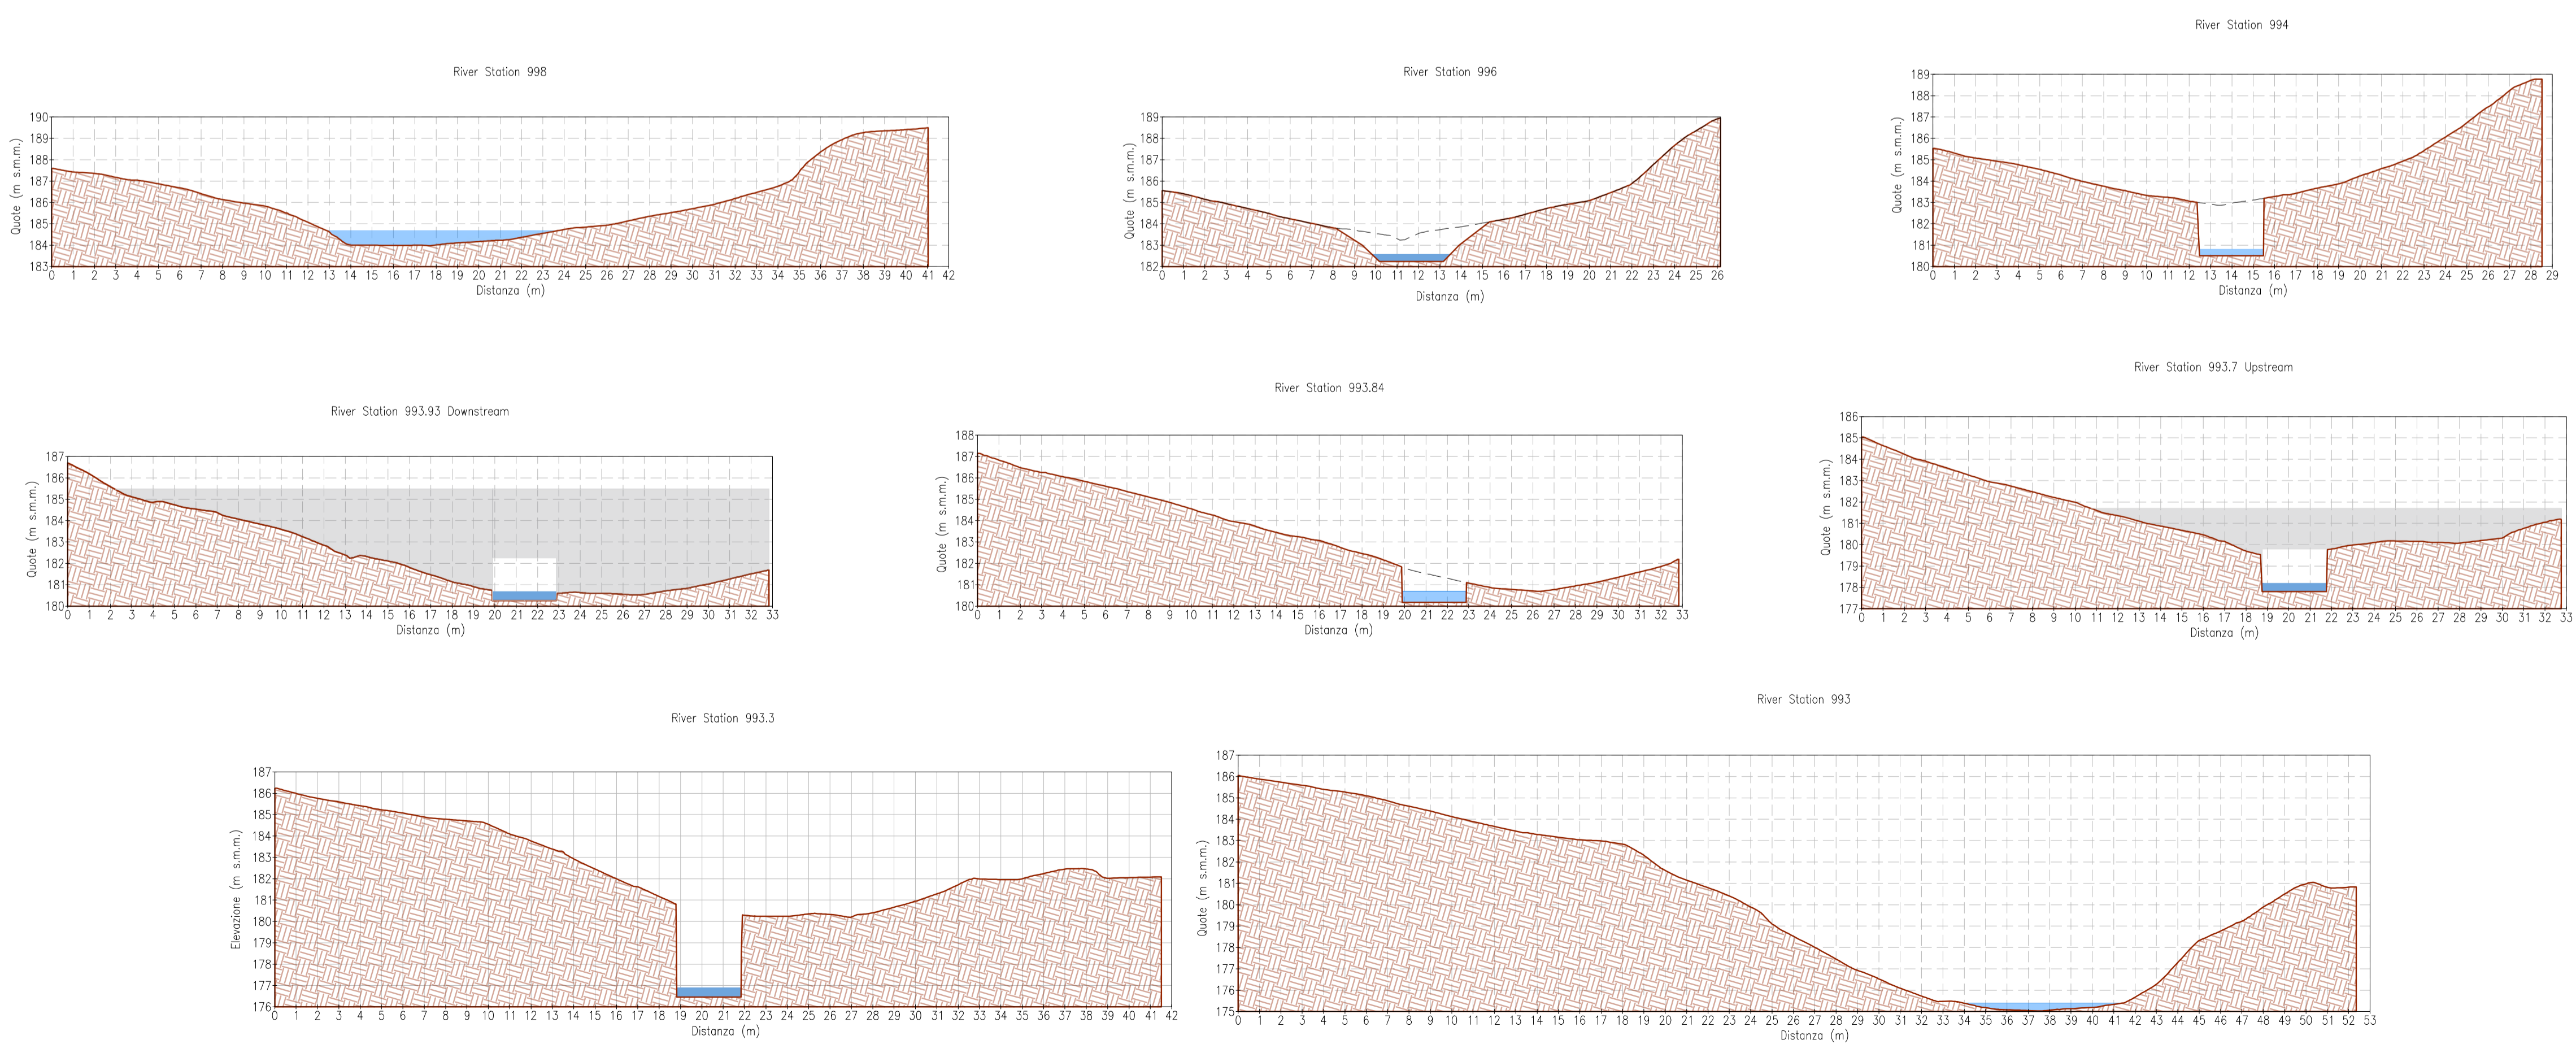 River Station 994
River Station 998
River Station 996
Quote (m s.m.m.)
190
189
188
187
186
185
184
183
0 1 2 3 4 5 6 7 8 9 10 11 12 13 14 15 16 17 18 19 20 21 22 23 24 25 26 27 28 29 30 31 32 33 34 35 36 37 38 39 40 41 42
Distanza (m)
Quote (m s.m.m.)
189
188
187
186
185
184
183
182
0 1 2 3 4 5 6 7 8 9 10 11 12 13 14 15 16 17 18 19 20 21 22 23 24 25 26
Distanza (m)
Quote (m s.m.m.)
189
188
187
186
185
184
183
182
181
180
0 1 2 3 4 5 6 7 8 9 10 11 12 13 14 15 16 17 18 19 20 21 22 23 24 25 26 27 28 29
Distanza (m)
River Station 993.93 Downstream
Quote (m s.m.m.)
187
186
185
184
183
182
181
180
0 1 2 3 4 5 6 7 8 9 10 11 12 13 14 15 16 17 18 19 20 21 22 23 24 25 26 27 28 29 30 31 32 33
Distanza (m)
River Station 993.84
Quote (m s.m.m.)
188
187
186
185
184
183
182
181
180
0 1 2 3 4 5 6 7 8 9 10 11 12 13 14 15 16 17 18 19 20 21 22 23 24 25 26 27 28 29 30 31 32 33
Distanza (m)
River Station 993.7 Upstream
Quote (m s.m.m.)
186
185
184
183
182
181
180
179
178
177
0 1 2 3 4 5 6 7 8 9 10 11 12 13 14 15 16 17 18 19 20 21 22 23 24 25 26 27 28 29 30 31 32 33
Distanza (m)
River Station 993.3
Elevazione (m s.m.m.)
187
186
185
184
183
182
181
180
179
178
177
176
0 1 2 3 4 5 6 7 8 9 10 11 12 13 14 15 16 17 18 19 20 21 22 23 24 25 26 27 28 29 30 31 32 33 34 35 36 37 38 39 40 41 42
Distanza (m)
River Station 993
Quote (m s.m.m.)
187
186
185
184
183
182
181
180
179
178
177
176
175
0 1 2 3 4 5 6 7 8 9 10 11 12 13 14 15 16 17 18 19 20 21 22 23 24 25 26 27 28 29 30 31 32 33 34 35 36 37 38 39 40 41 42 43 44 45 46 47 48 49 50 51 52 53
Distanza (m)